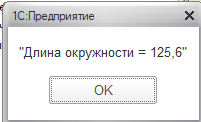 1С:Предприятие
"Длина окружности = 125,6"
OK